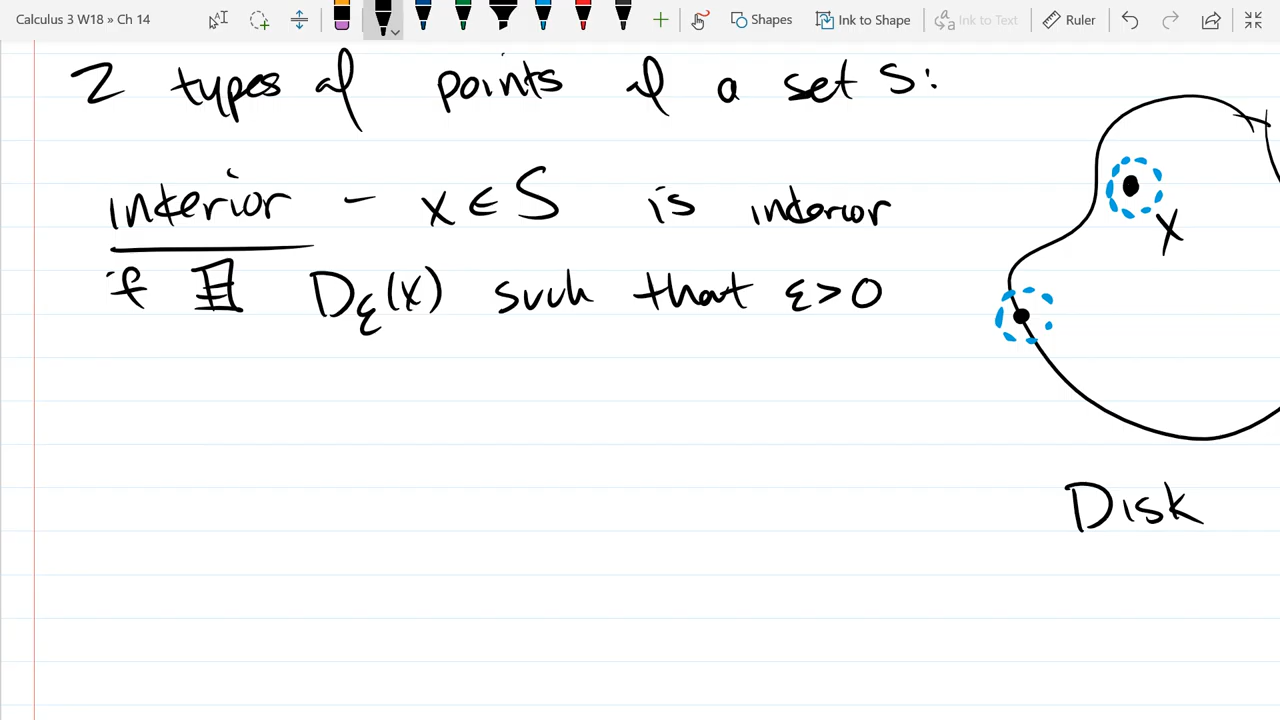 Calculus 3 W18 » Ch 14
Shapes
Ink to Shape
Ink to Text
Ruler
2 types of points of a set S:
interior - x ∈ S is interior
if ∃ Dε(x) such that ε > 0
x
Disk